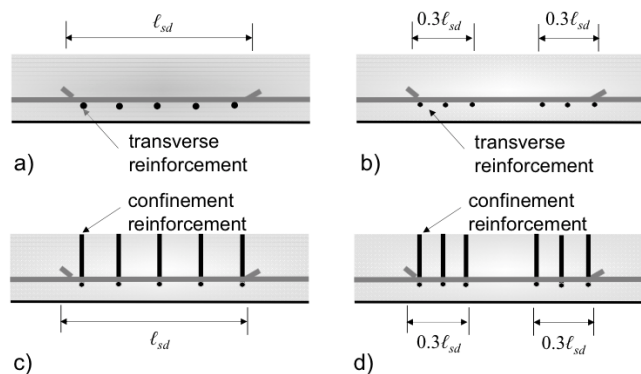 ℓsd
0.3ℓsd 0.3ℓsd
transverse
reinforcement
a)
transverse
reinforcement
b)
confinement
reinforcement
ℓsd
c)
confinement
reinforcement
0.3ℓsd 0.3ℓsd
d)